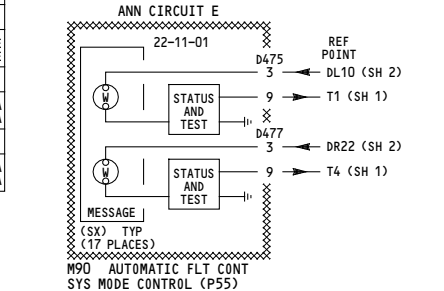 ANN CIRCUIT E
22-11-01
D475
REF
POINT
3
DL10 (SH 2)
W
STATUS
AND
TEST
9
T1 (SH 1)
D477
3
DR22 (SH 2)
W
STATUS
AND
TEST
9
T4 (SH 1)
MESSAGE
(SX) TYP
(17 PLACES)
M90 AUTOMATIC FLT CONT
SYS MODE CONTROL (P55)